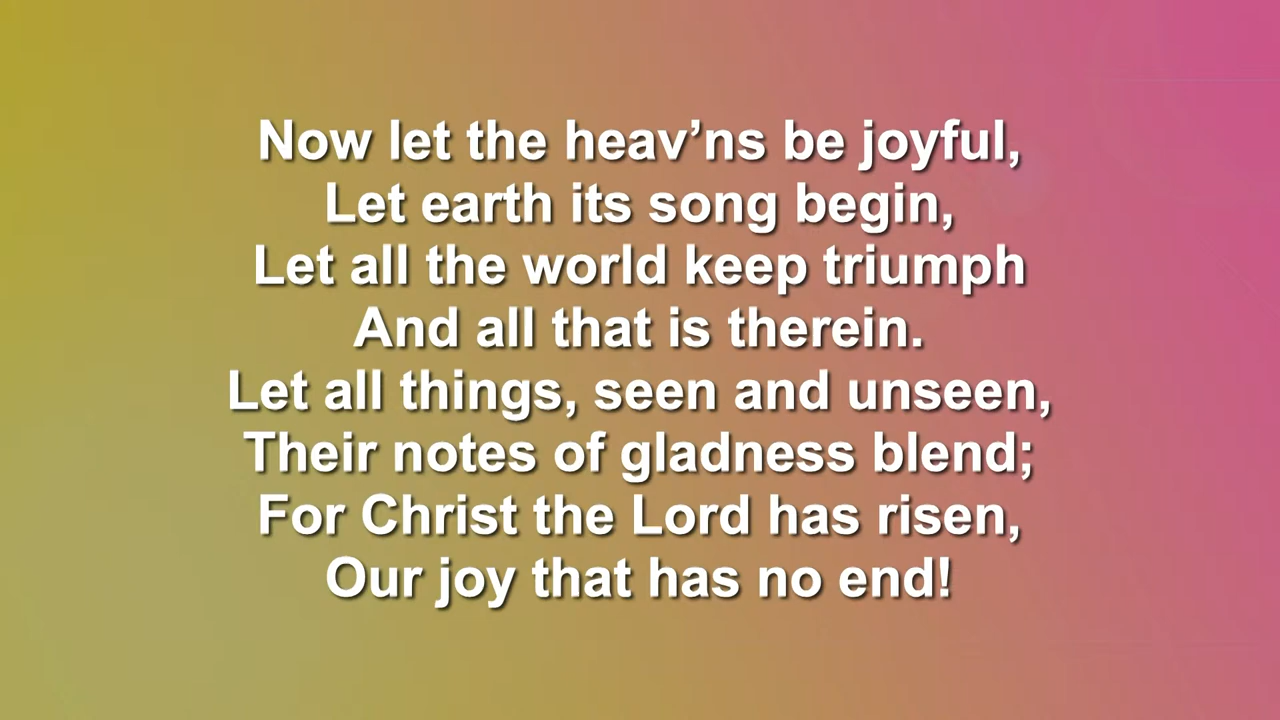 Now let the heav’ns be joyful,
Let earth its song begin,
Let all the world keep triumph
And all that is therein.
Let all things, seen and unseen,
Their notes of gladness blend;
For Christ the Lord has risen,
Our joy that has no end!